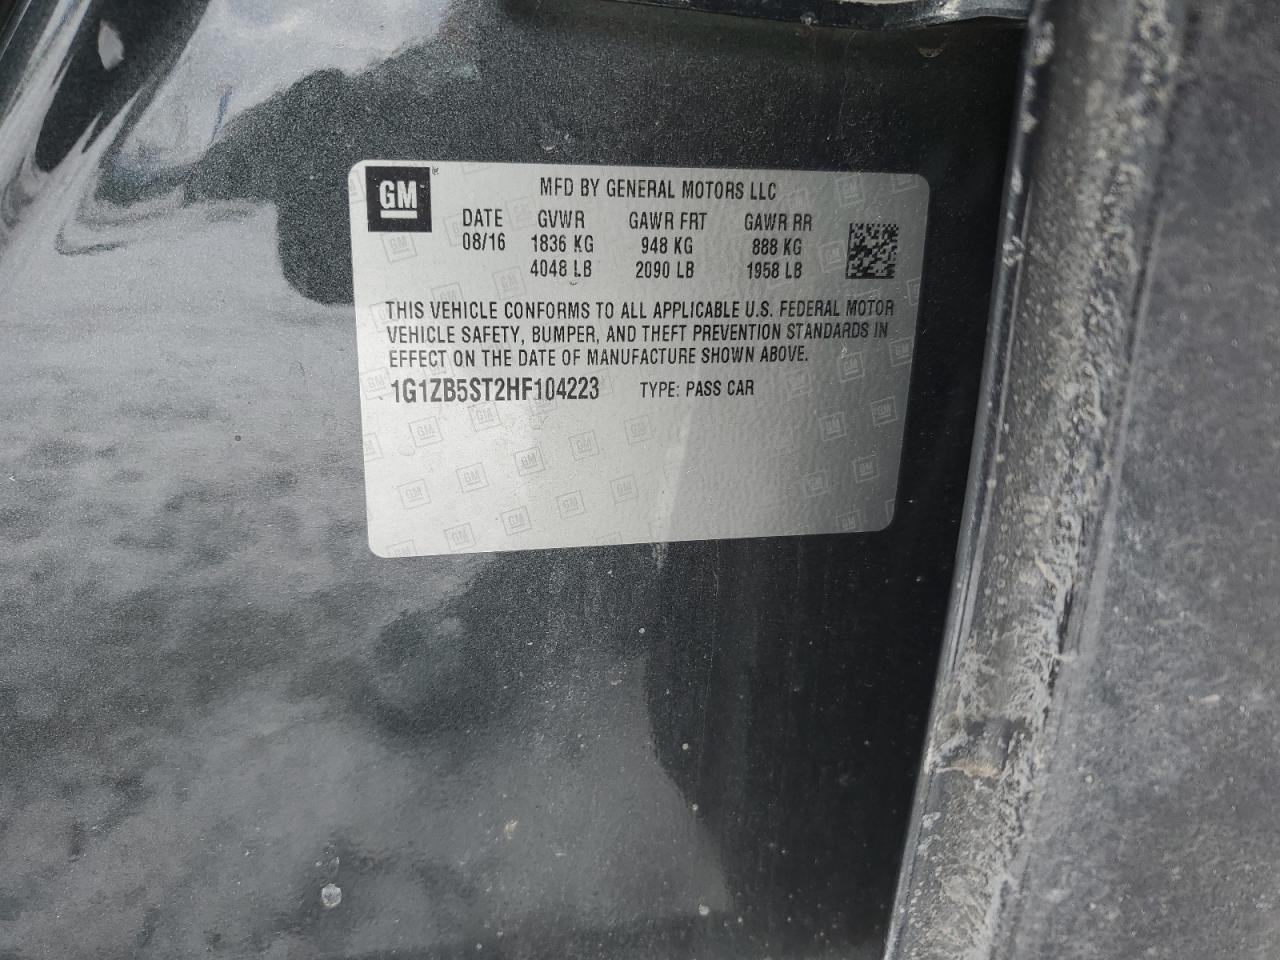 GM
MFD BY GENERAL MOTORS LLC
DATE GVWR GAWR FRT GAWR RR
08/16 1836 KG 948 KG 888 KG
4048 LB 2090 LB 1958 LB
THIS VEHICLE CONFORMS TO ALL APPLICABLE U.S. FEDERAL MOTOR
VEHICLE SAFETY, BUMPER, AND THEFT PREVENTION STANDARDS IN
EFFECT ON THE DATE OF MANUFACTURE SHOWN ABOVE.
1G1ZB5ST2HF104223 TYPE: PASS CAR